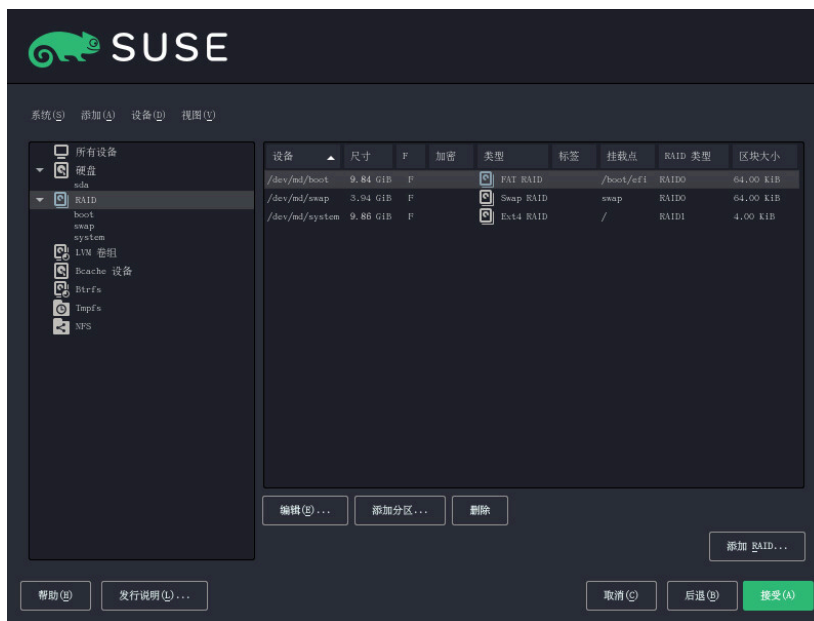 SUSE
系统(S) 添加(A) 设备(D) 视图(V)
所有设备
硬盘
sda
RAID
boot
swap
system
LVM 卷组
Bcache 设备
Btrfs
Tmpfs
NFS
设备 尺寸 F 加密 类型 标签 挂载点 RAID 类型 区块大小
/dev/md/boot 9.84 GiB F FAT RAID /boot/efi RAID0 64.00 KiB
/dev/md/swap 3.94 GiB F Swap RAID swap RAID0 64.00 KiB
/dev/md/system 9.86 GiB F Ext4 RAID / RAID1 4.00 KiB
编辑(E)... 添加分区... 删除
添加 RAID...
帮助(H) 发行说明(L)... 取消(C) 后退(B) 接受(A)